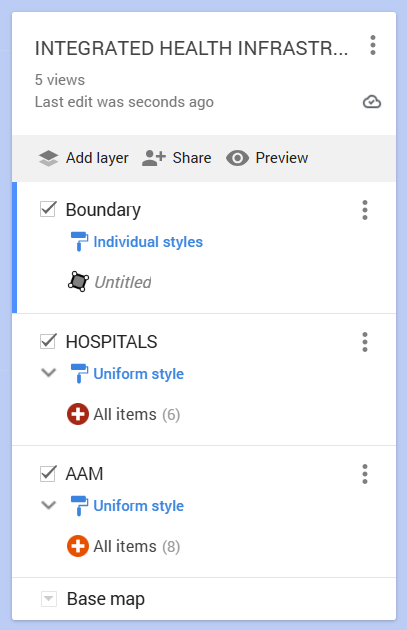 INTEGRATED HEALTH INFRASTR...
5 views
Last edit was seconds ago
Add layer Share Preview
Boundary
Individual styles
Untitled
HOSPITALS
Uniform style
All items (6)
AAM
Uniform style
All items (8)
Base map